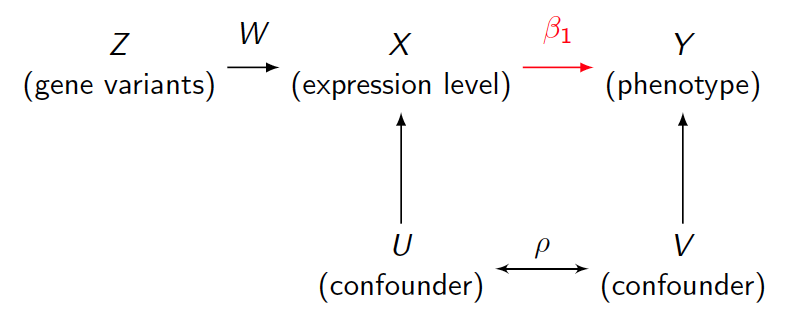 W
β₁
Z
X
Y
(gene variants)
(expression level)
(phenotype)
U
ρ
V
(confounder)
(confounder)